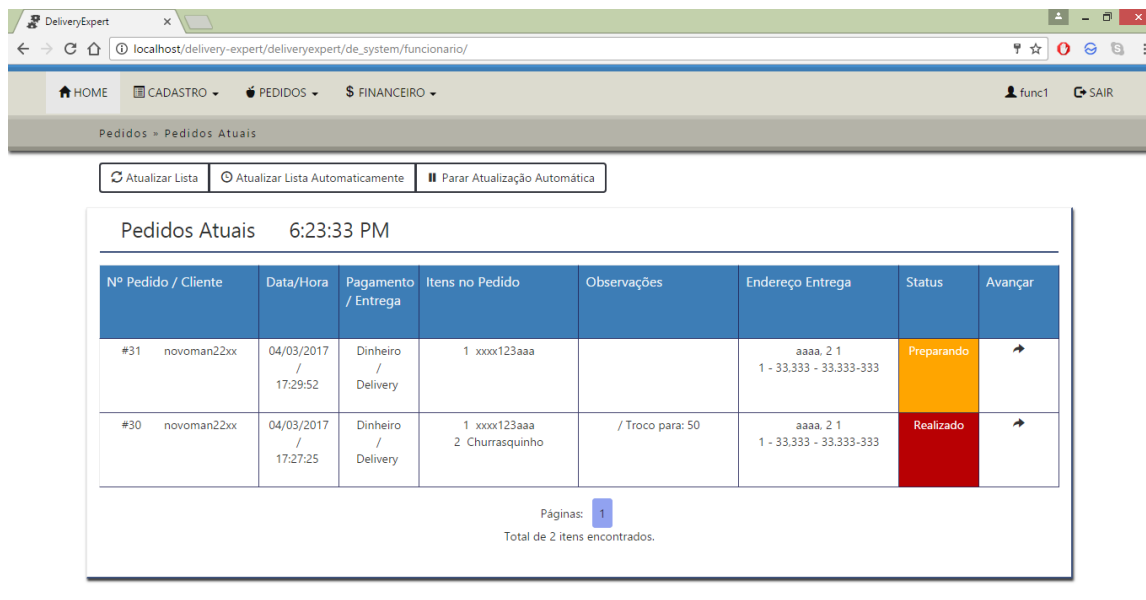 DeliveryExpert
localhost/delivery-expert/deliveryexpert/de_system/funcionario/
HOME CADASTRO PEDIDOS $ FINANCEIRO func1 SAIR
Pedidos » Pedidos Atuais
Atualizar Lista Atualizar Lista Automaticamente Parar Atualização Automática
Pedidos Atuais 6:23:33 PM
Nº Pedido / Cliente Data/Hora Pagamento / Entrega Itens no Pedido Observações Endereço Entrega Status Avançar
#31 novoman22xx 04/03/2017 Dinheiro 1 xxxx123aaa aaaa, 2 1 Preparando
/ / 1 - 33,333 - 33.333-333
17:29:52 Delivery
#30 novoman22xx 04/03/2017 Dinheiro 1 xxxx123aaa / Troco para: 50 aaaa, 2 1 Realizado
/ / 2 Churrasquinho 1 - 33,333 - 33.333-333
17:27:25 Delivery
Páginas: 1
Total de 2 itens encontrados.